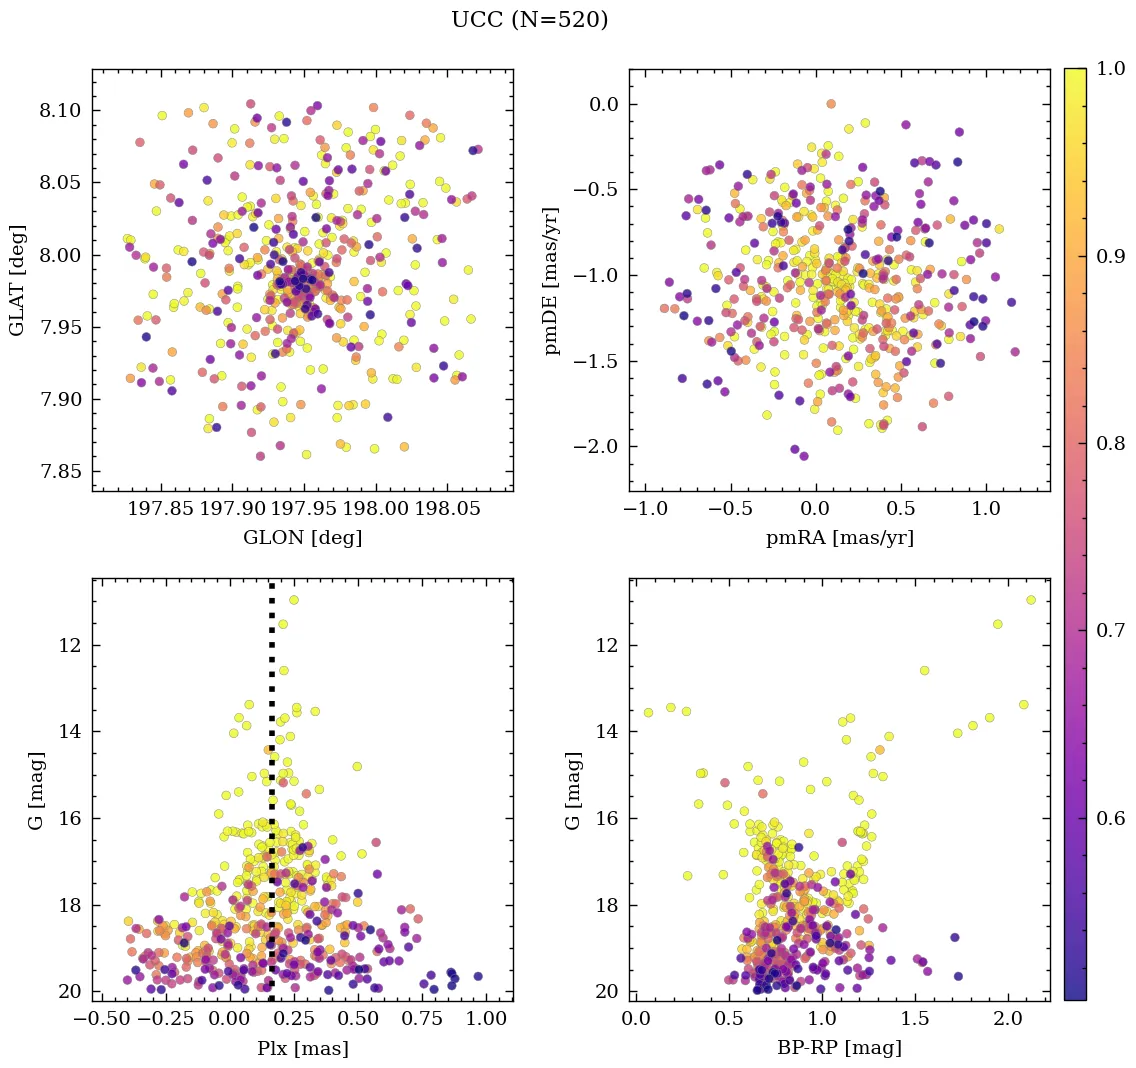 UCC (N=520)
8.10
8.05
8.00
7.95
7.90
7.85
GLAT [deg]
197.85 197.90 197.95 198.00 198.05
GLON [deg]
0.0
−0.5
−1.0
−1.5
−2.0
pmDE [mas/yr]
−1.0 −0.5 0.0 0.5 1.0
pmRA [mas/yr]
1.0
0.9
0.8
0.7
0.6
12
14
16
18
20
G [mag]
−0.50 −0.25 0.00 0.25 0.50 0.75 1.00
Plx [mas]
12
14
16
18
20
G [mag]
0.0 0.5 1.0 1.5 2.0
BP-RP [mag]